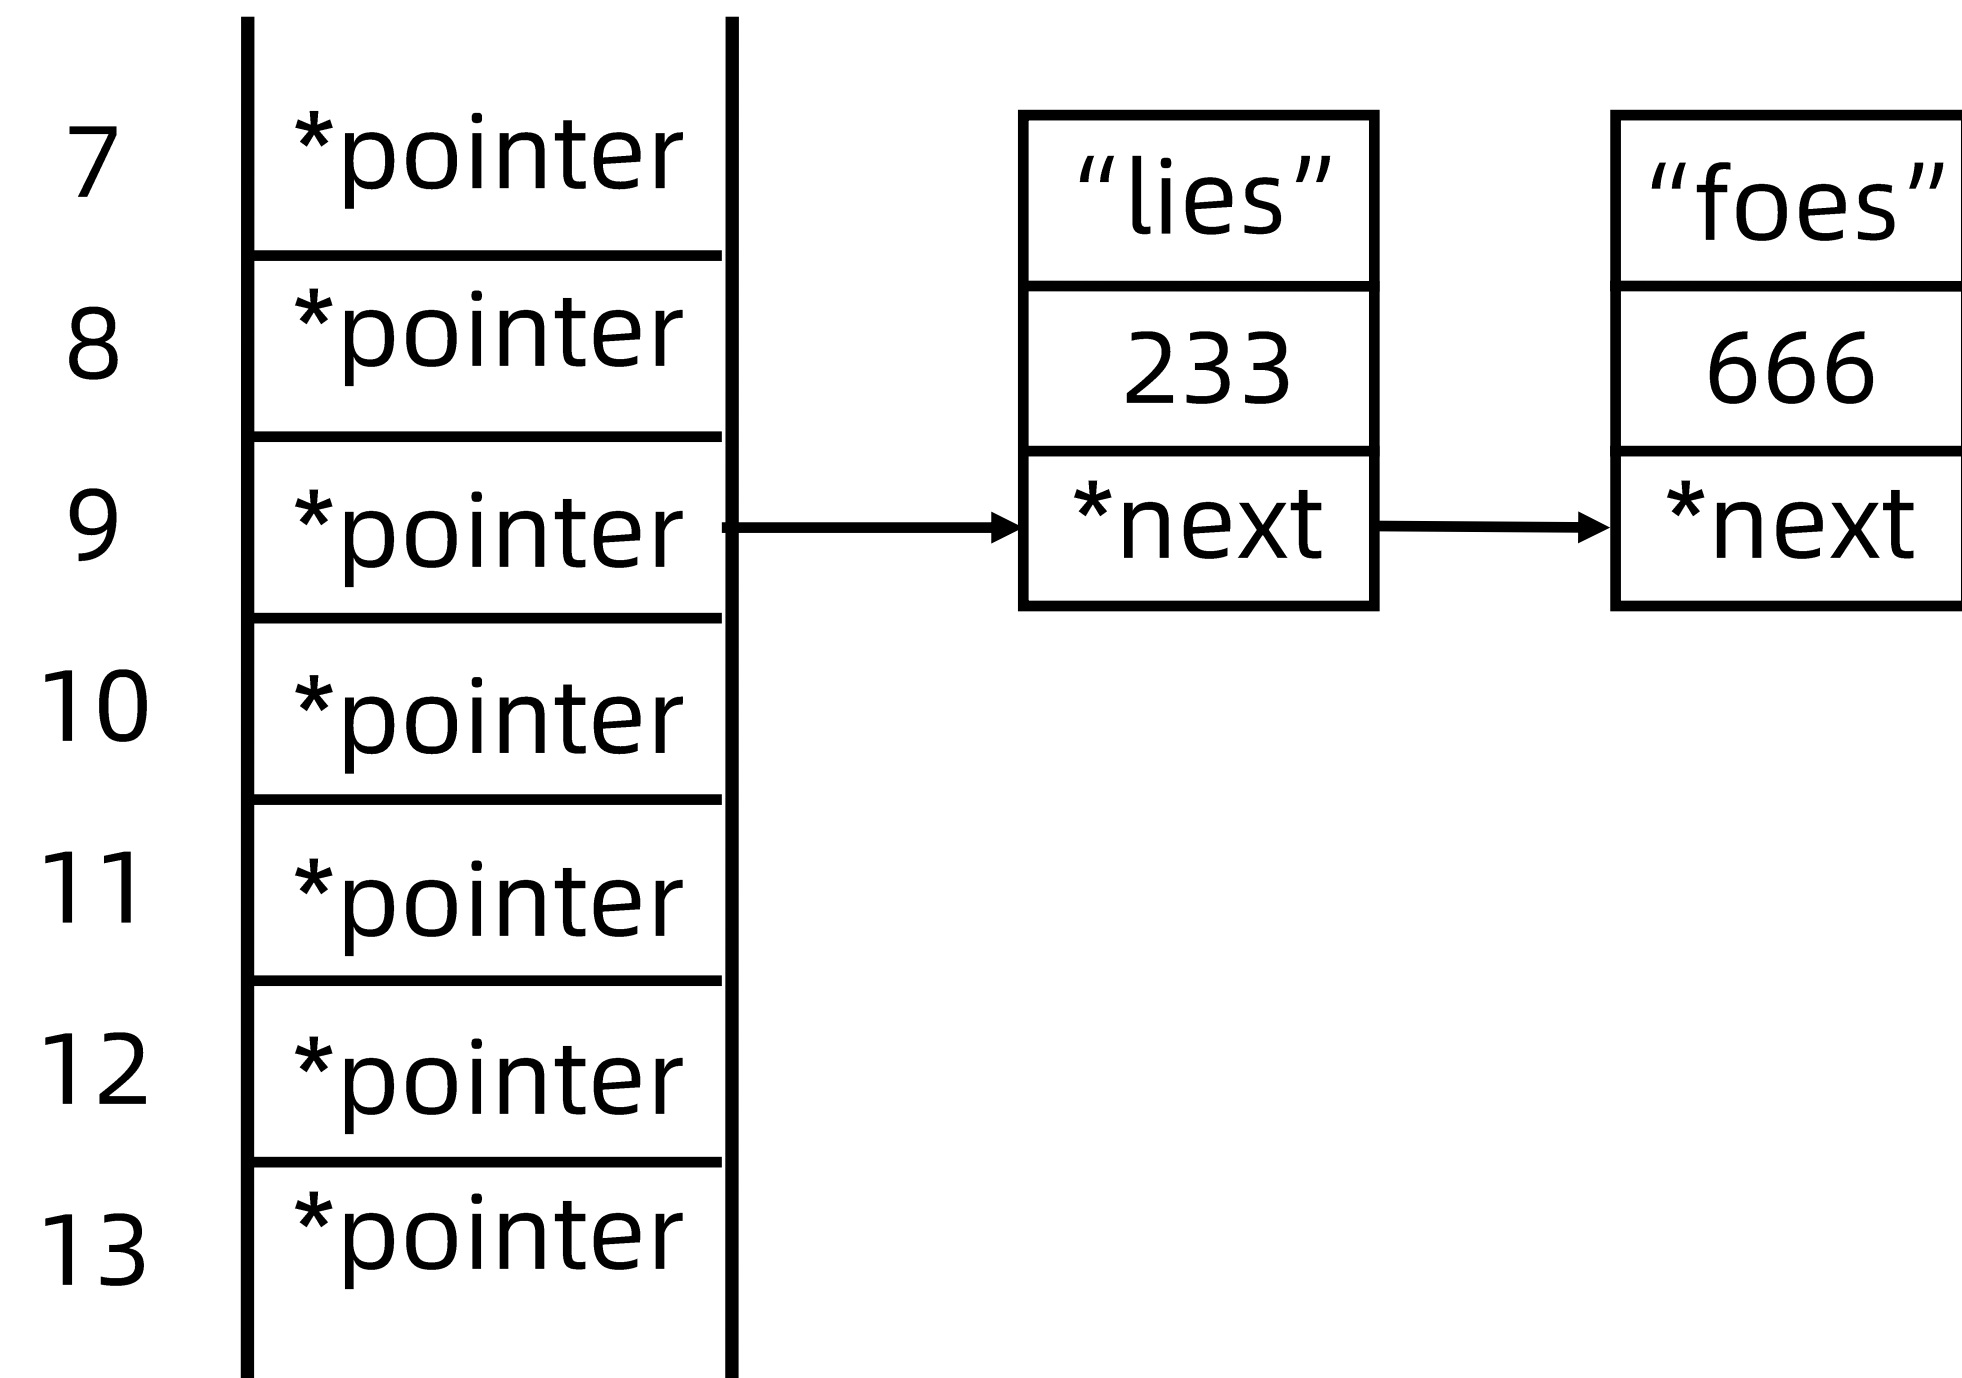 7 *pointer “lies” “foes”
8 *pointer 233 666
9 *pointer *next *next
10 *pointer
11 *pointer
12 *pointer
13 *pointer